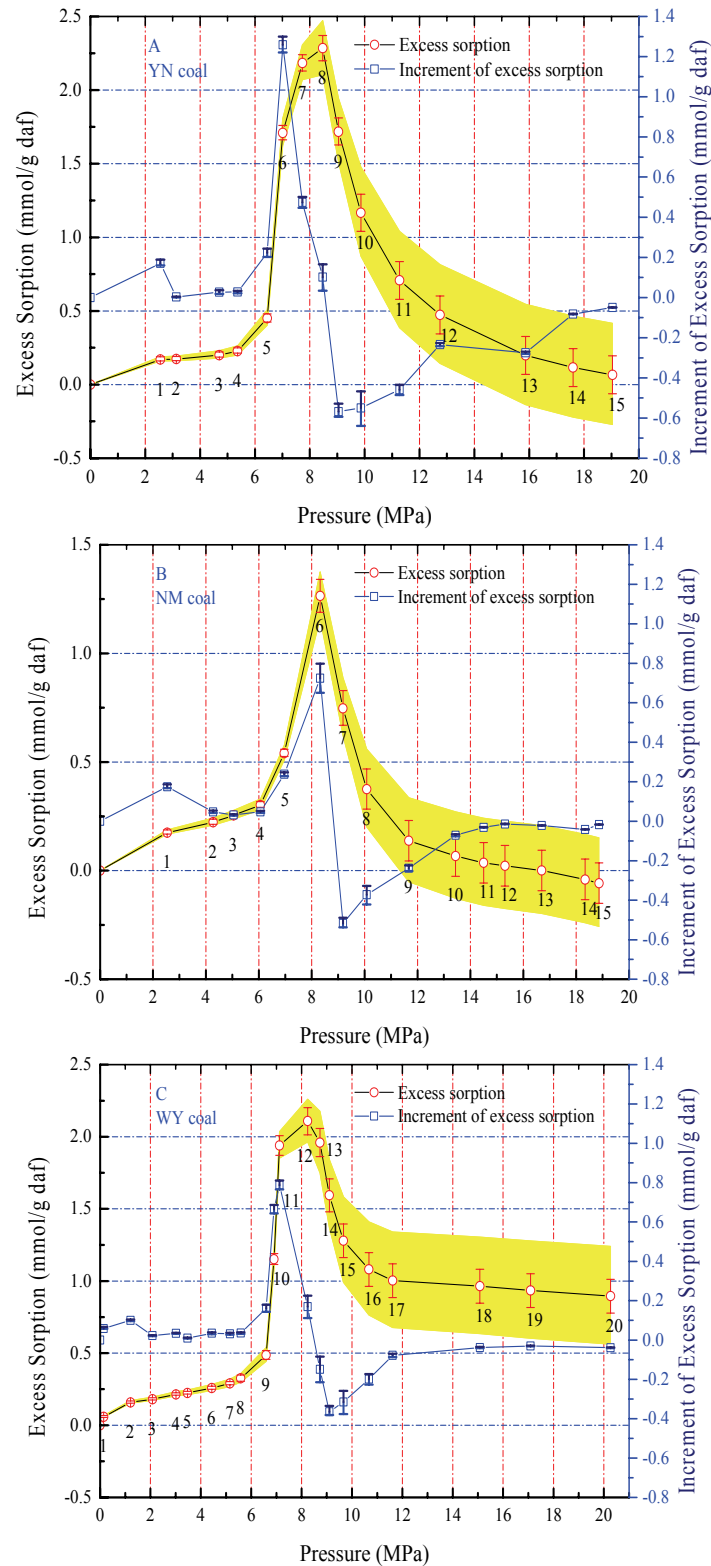 A
YN coal
Excess sorption
Increment of excess sorption
Excess Sorption (mmol/g daf)
2.5
2.0
1.5
1.0
0.5
0.0
-0.5
1 2 3 4 5 6 7 8 9 10 11 12 13 14 15
1.4
1.2
1.0
0.8
0.6
0.4
0.2
0.0
-0.2
-0.4
-0.6
-0.8
Increment of Excess Sorption (mmol/g daf)
0 2 4 6 8 10 12 14 16 18 20
Pressure (MPa)
B
NM coal
Excess sorption
Increment of excess sorption
Excess Sorption (mmol/g daf)
1.5
1.0
0.5
0.0
-0.5
1 2 3 4 5 6 7 8 9 10 11 12 13 14 15
1.4
1.2
1.0
0.8
0.6
0.4
0.2
0.0
-0.2
-0.4
-0.6
-0.8
Increment of Excess Sorption (mmol/g daf)
0 2 4 6 8 10 12 14 16 18 20
Pressure (MPa)
C
WY coal
Excess sorption
Increment of excess sorption
Excess Sorption (mmol/g daf)
2.5
2.0
1.5
1.0
0.5
0.0
-0.5
1 2 3 4 5 6 7 8 9 10 11 12 13 14 15 16 17 18 19 20
1.4
1.2
1.0
0.8
0.6
0.4
0.2
0.0
-0.2
-0.4
-0.6
-0.8
Increment of Excess Sorption (mmol/g daf)
0 2 4 6 8 10 12 14 16 18 20
Pressure (MPa)